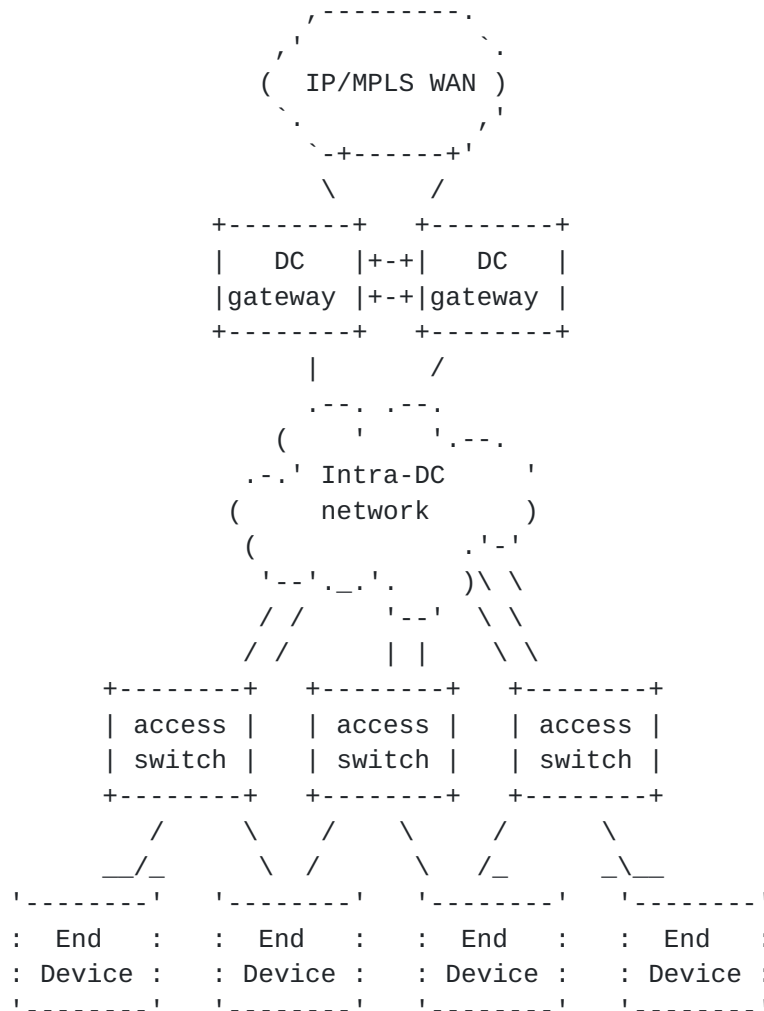 IP/MPLS WAN
DC DC
gateway gateway
Intra-DC
network
access access access
switch switch switch
End End End End
Device Device Device Device